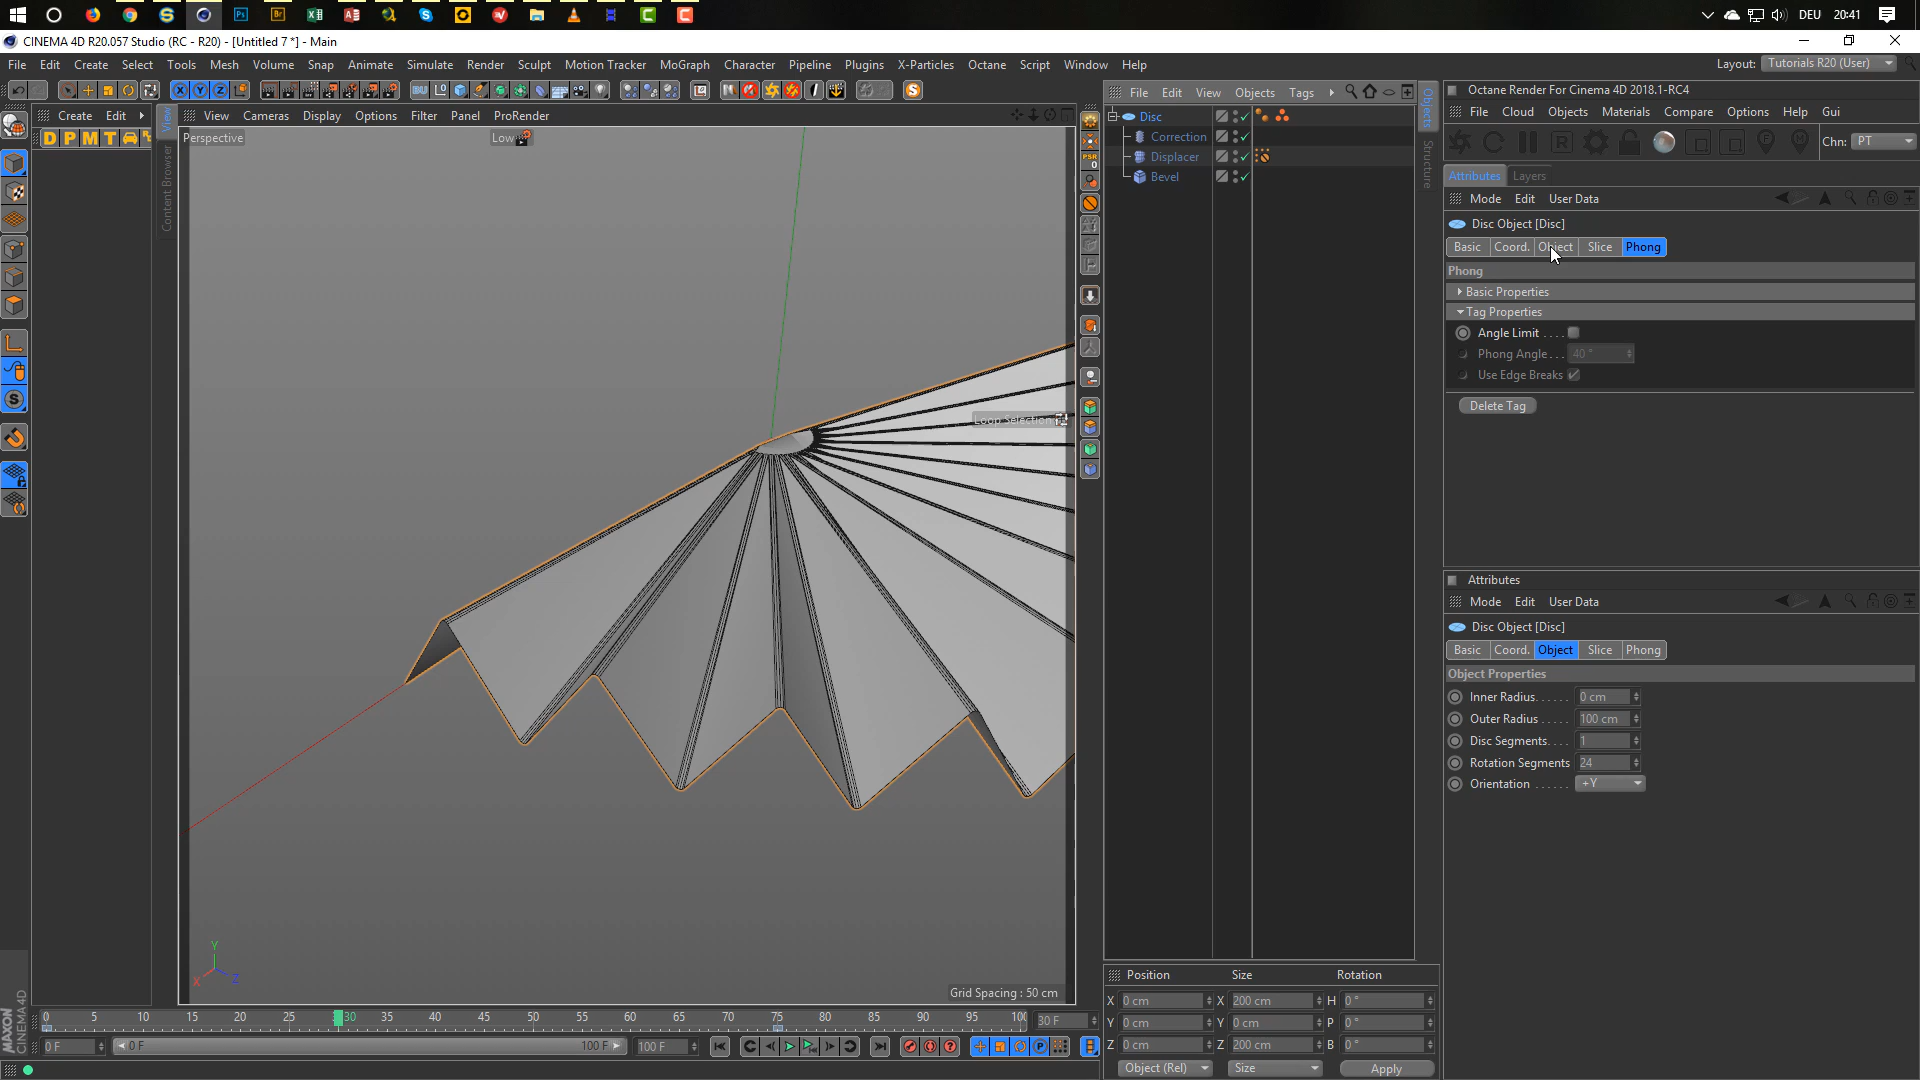 DEU 20:41
CINEMA 4D R20.057 Studio (RC - R20) - [Untitled 7 *] - Main
File Edit Create Select Tools Mesh Volume Snap Animate Simulate Render Sculpt Motion Tracker MoGraph Character Pipeline Plugins X-Particles Octane Script Window Help
Layout: Tutorials R20 (User)
Create Edit
D P M T
View
Content Browser
View Cameras Display Options Filter Panel ProRender
Perspective
Low
Loop Selection
Grid Spacing : 50 cm
Y
X Z
PSR
0
File Edit View Objects Tags
Disc
Correction
Displacer
Bevel
Objects
Structure
Octane Render For Cinema 4D 2018.1-RC4
File Cloud Objects Materials Compare Options Help Gui
Chn: PT
Attributes Layers
Mode Edit User Data
Disc Object [Disc]
Basic Coord. Object Slice Phong
Phong
Basic Properties
Tag Properties
Angle Limit . . . .
Phong Angle . . . 40 °
Use Edge Breaks
Delete Tag
Attributes
Mode Edit User Data
Disc Object [Disc]
Basic Coord. Object Slice Phong
Object Properties
Inner Radius. . . . . 0 cm
Outer Radius . . . . . 100 cm
Disc Segments. . . . 1
Rotation Segments 24
Orientation . . . . . . +Y
Position Size Rotation
X 0 cm X 200 cm H 0 °
Y 0 cm Y 0 cm P 0 °
Z 0 cm Z 200 cm B 0 °
Object (Rel) Size Apply
0 5 10 15 20 25 30 35 40 45 50 55 60 65 70 75 80 85 90 95 100 30 F
0 F 0 F 100 F 100 F
MAXON
CINEMA 4D